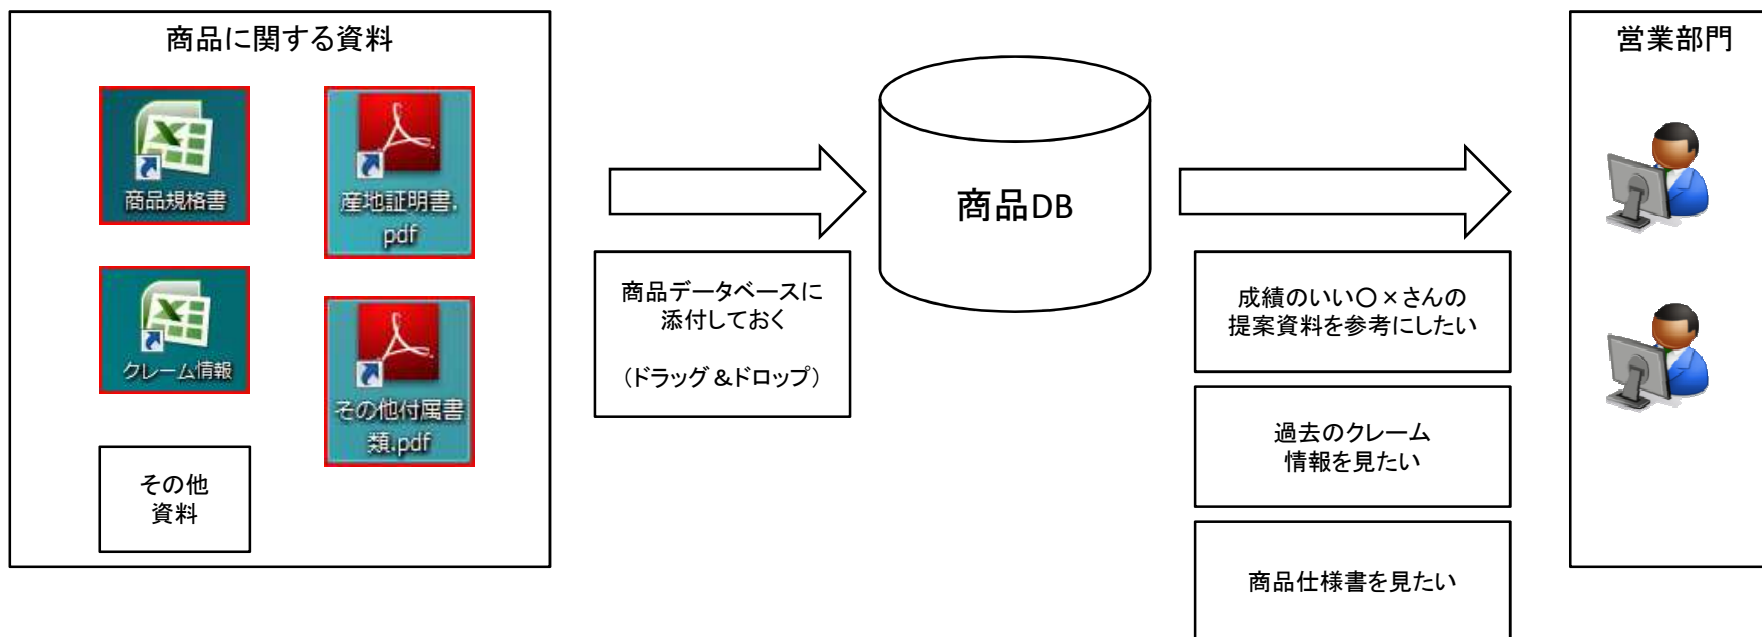 商品に関する資料
商品規格書
産地証明書.
pdf
クレーム情報
その他付属書
類.pdf
その他
資料
商品データベースに
添付しておく
(ドラッグ&ドロップ)
商品DB
成績のいい○×さんの
提案資料を参考にしたい
過去のクレーム
情報を見たい
商品仕様書を見たい
営業部門